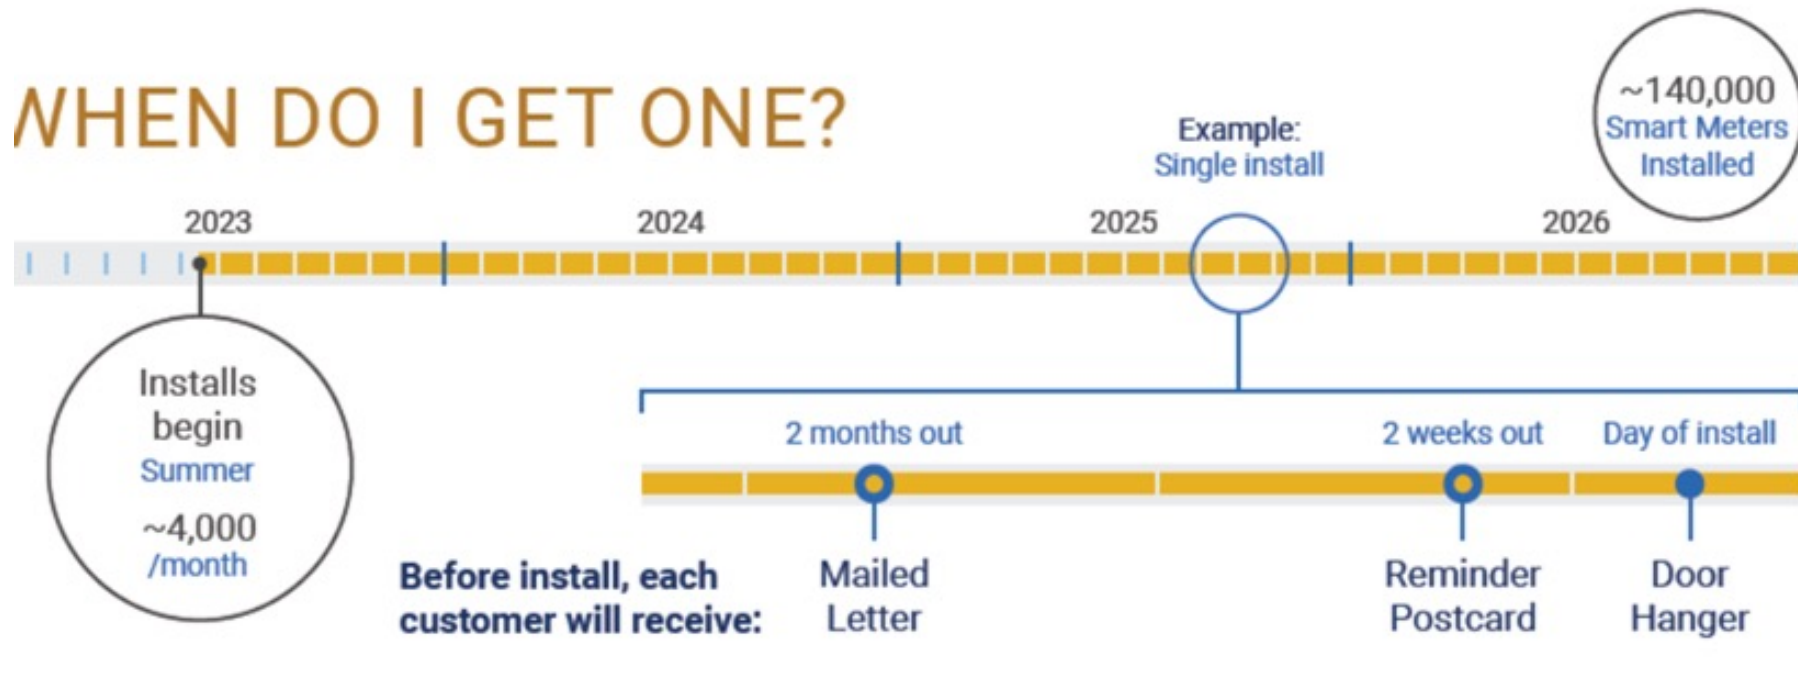 WHEN DO I GET ONE?
~140,000
Smart Meters
Installed
Example:
Single install
2023
2024
2025
2026
Installs
begin
Summer
~4,000
/month
2 months out
2 weeks out
Day of install
Before install, each
customer will receive:
Mailed
Letter
Reminder
Postcard
Door
Hanger